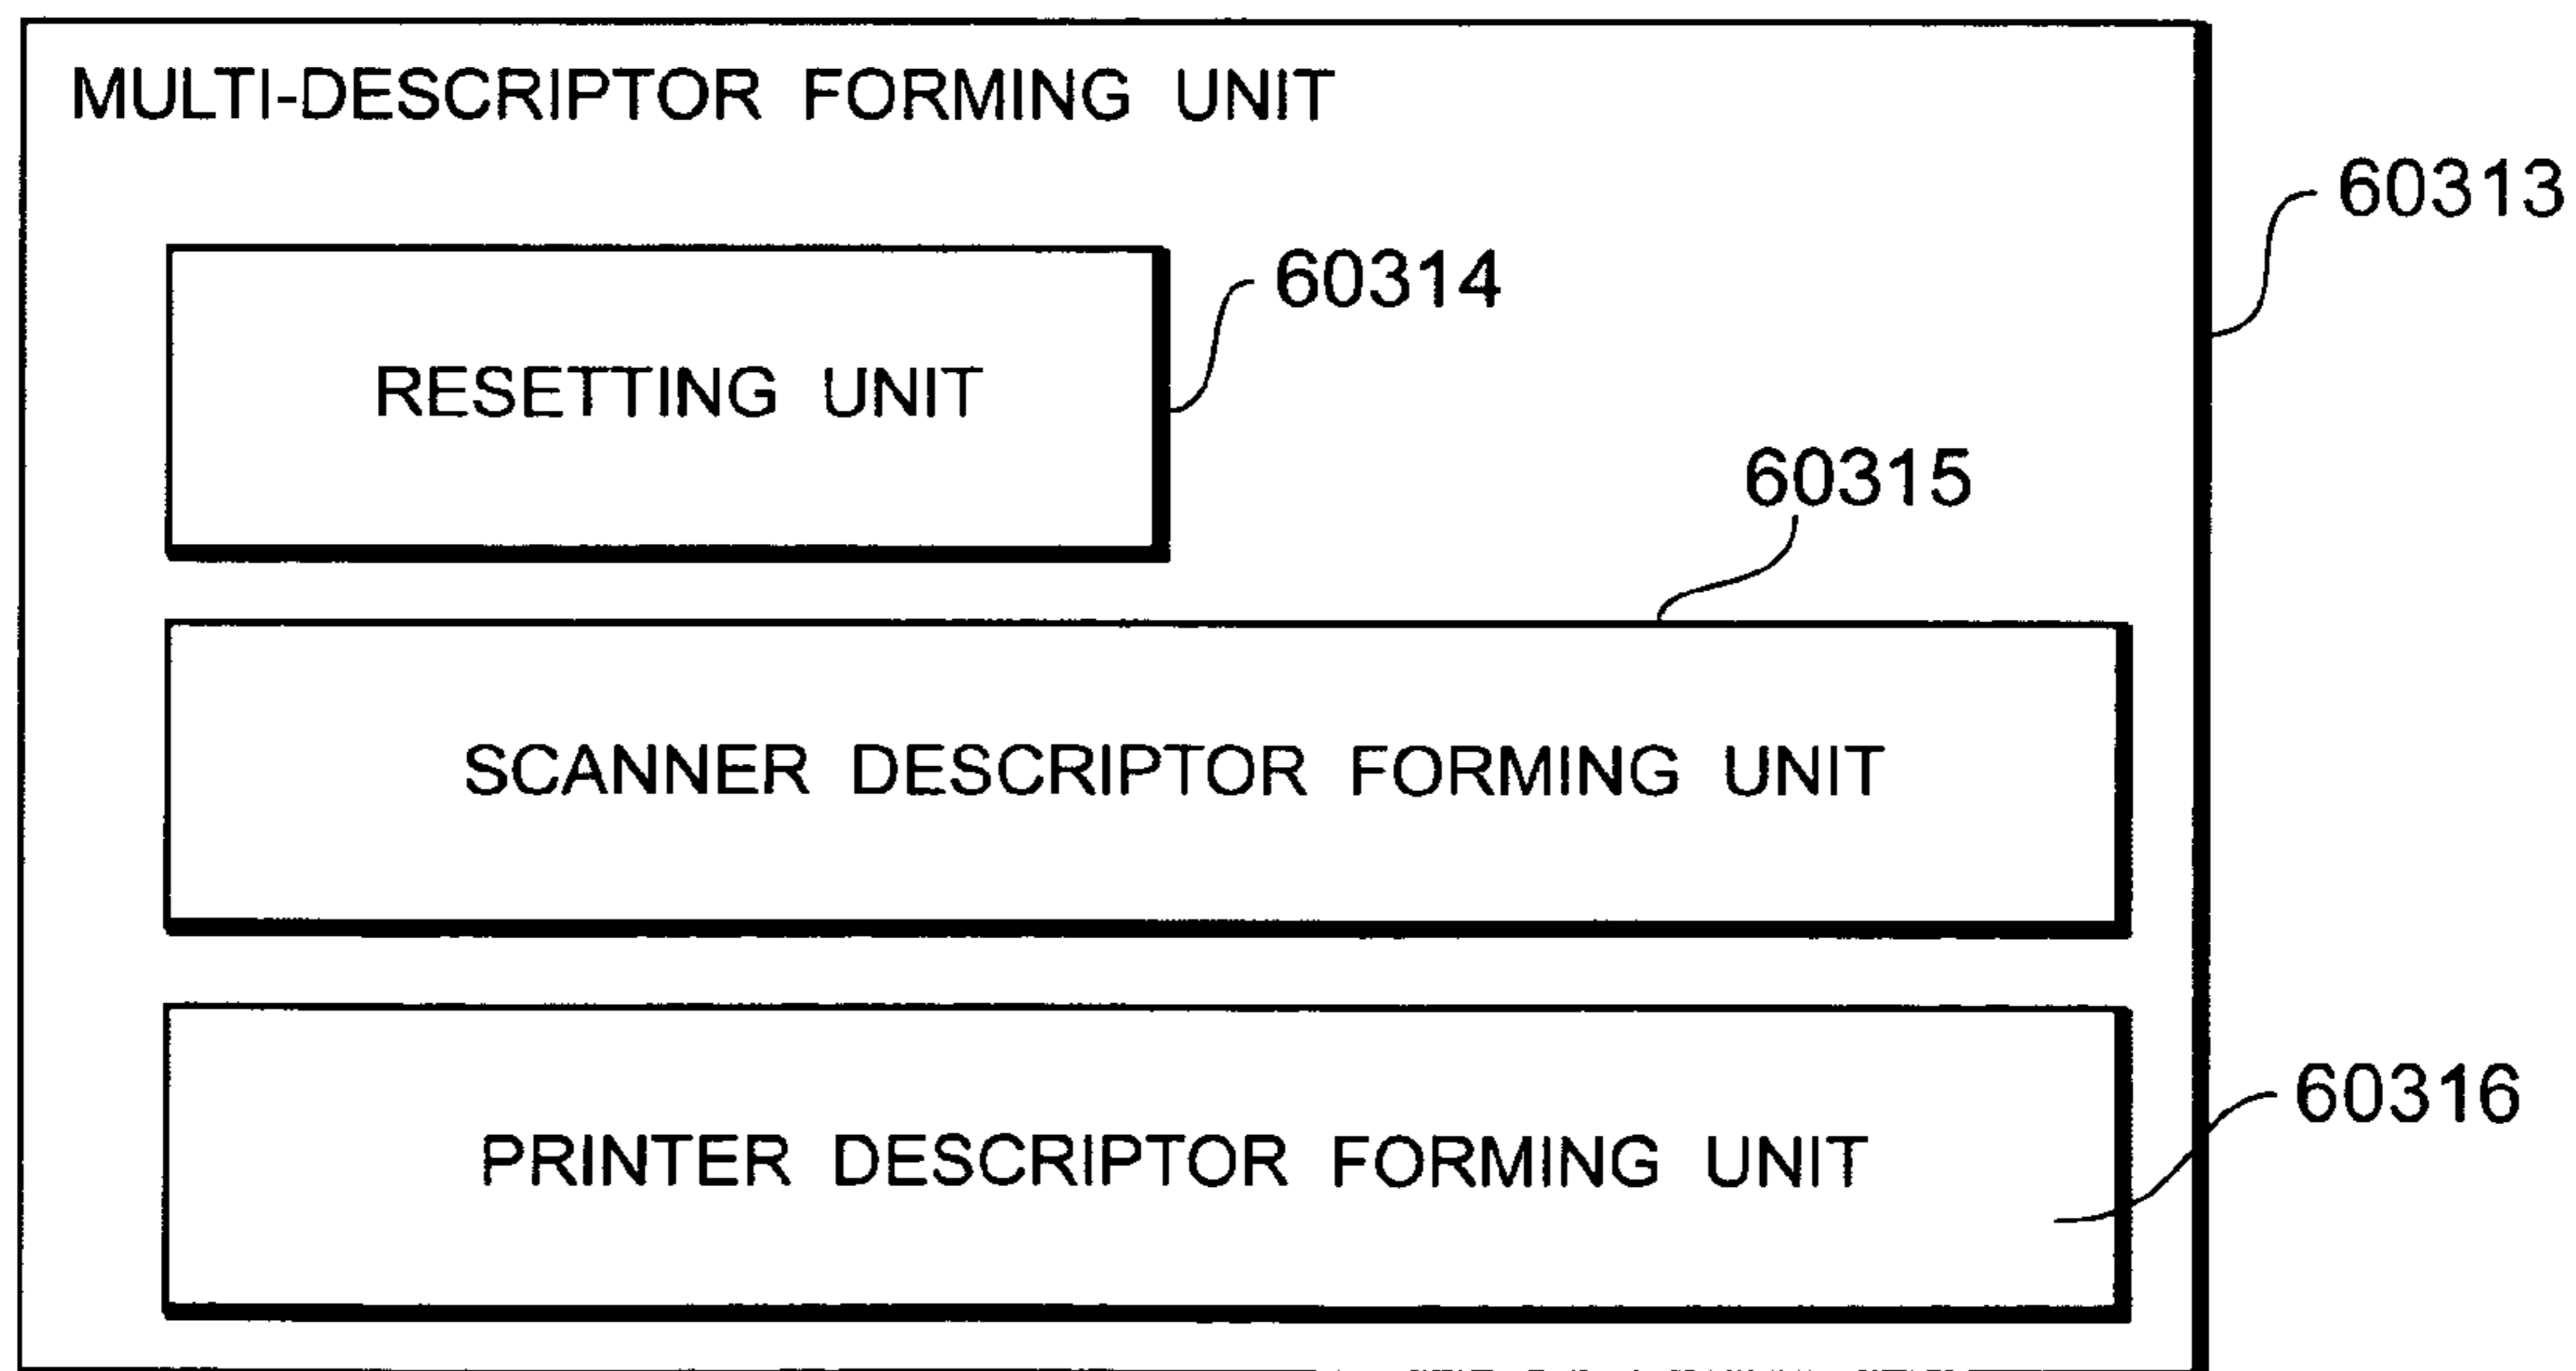 MULTI-DESCRIPTOR FORMING UNIT
60313
60314
RESETTING UNIT
60315
SCANNER DESCRIPTOR FORMING UNIT
60316
PRINTER DESCRIPTOR FORMING UNIT